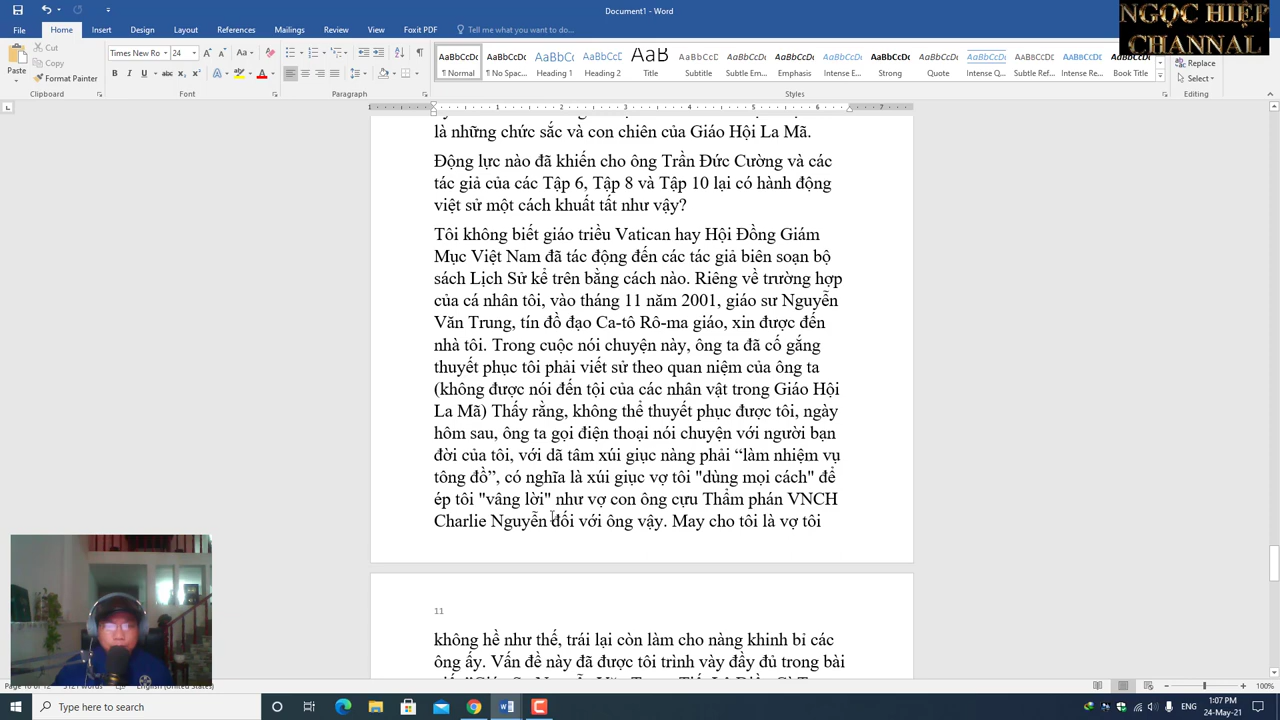 Document1 - Word
NGỌC HIỆP
CHANNAL
File
Home
Insert
Design
Layout
References
Mailings
Review
View
Foxit PDF
Tell me what you want to do...
Cut
Copy
Format Painter
Paste
Clipboard
Times New Ro
24
Font
Paragraph
AaBbCcDc
¶ Normal
¶ No Spac...
Heading 1
Heading 2
Title
Subtitle
Subtle Em...
Emphasis
Intense E...
Strong
Quote
Intense Q...
Subtle Ref...
Intense Re...
Book Title
Styles
Replace
Select
Editing
là những chức sắc và con chiên của Giáo Hội La Mã.
Động lực nào đã khiến cho ông Trần Đức Cường và các
tác giả của các Tập 6, Tập 8 và Tập 10 lại có hành động
việt sử một cách khuất tất như vậy?
Tôi không biết giáo triều Vatican hay Hội Đồng Giám
Mục Việt Nam đã tác động đến các tác giả biên soạn bộ
sách Lịch Sử kể trên bằng cách nào. Riêng về trường hợp
của cá nhân tôi, vào tháng 11 năm 2001, giáo sư Nguyễn
Văn Trung, tín đồ đạo Ca-tô Rô-ma giáo, xin được đến
nhà tôi. Trong cuộc nói chuyện này, ông ta đã cố gắng
thuyết phục tôi phải viết sử theo quan niệm của ông ta
(không được nói đến tội của các nhân vật trong Giáo Hội
La Mã) Thấy rằng, không thể thuyết phục được tôi, ngày
hôm sau, ông ta gọi điện thoại nói chuyện với người bạn
đời của tôi, với dã tâm xúi giục nàng phải “làm nhiệm vụ
tông đồ”, có nghĩa là xúi giục vợ tôi "dùng mọi cách" để
ép tôi "vâng lời" như vợ con ông cựu Thẩm phán VNCH
Charlie Nguyễn đối với ông vậy. May cho tôi là vợ tôi
11
không hề như thế, trái lại còn làm cho nàng khinh bỉ các
ông ấy. Vấn đề này đã được tôi trình vày đầy đủ trong bài
English (United States)
100%
Type here to search
ENG
1:07 PM
24-May-21